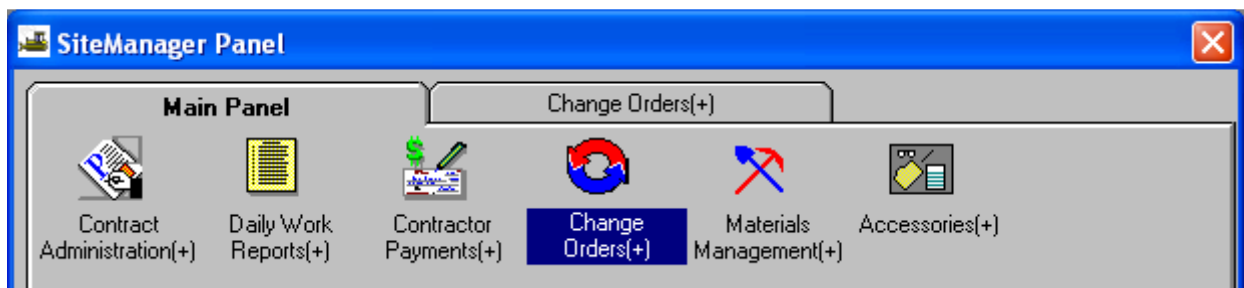 SiteManager Panel
Main Panel
Change Orders(+)
Contract Administration(+)
Daily Work Reports(+)
Contractor Payments(+)
Change Orders(+)
Materials Management(+)
Accessories(+)